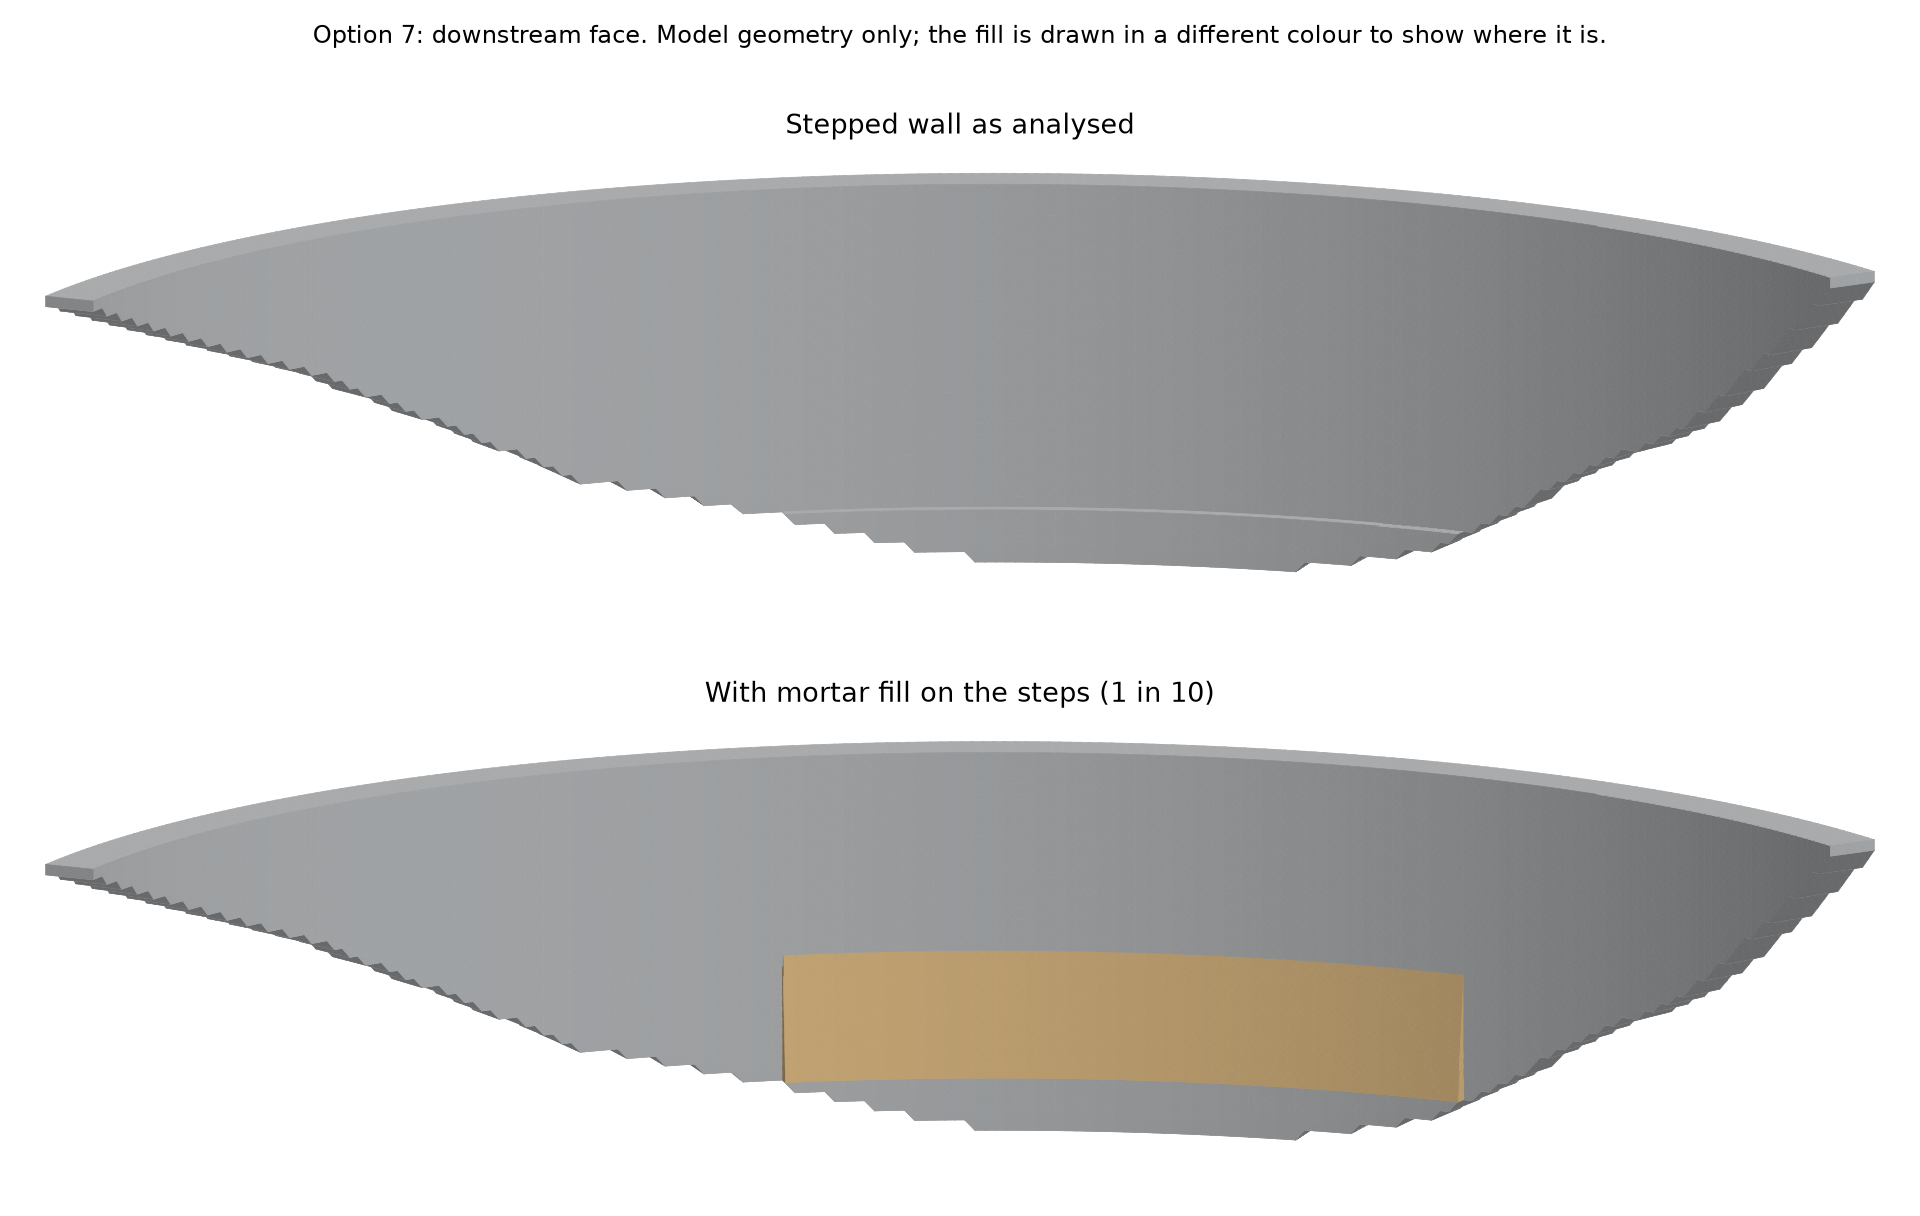 Option 7: downstream face. Model geometry only; the fill is drawn in a different colour to show where it is.
Stepped wall as analysed
With mortar fill on the steps (1 in 10)